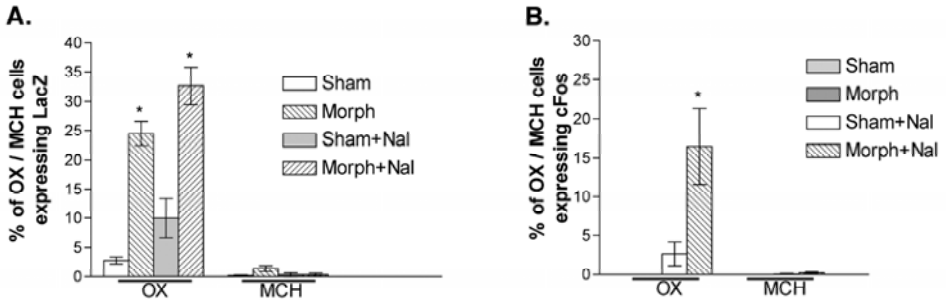 A.
% of OX / MCH cells
expressing LacZ
40
35
30
25
20
15
10
5
0
*
*
OX
MCH
Sham
Morph
Sham+Nal
Morph+Nal
B.
% of OX / MCH cells
expressing cFos
30
25
20
15
10
5
0
*
OX
MCH
Sham
Morph
Sham+Nal
Morph+Nal